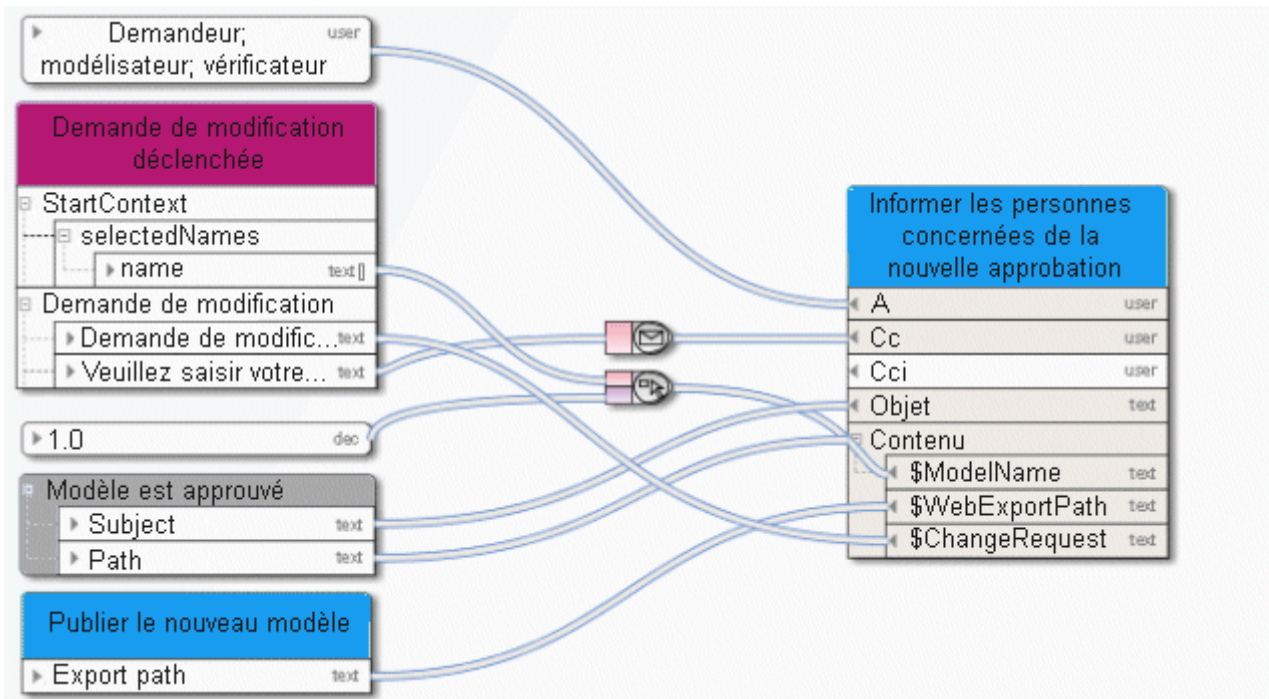 Demandeur; user
modélisateur; vérificateur
Demande de modification
déclenchée
StartContext
selectedNames
name text[]
Demande de modification
Demande de modific... text
Veuillez saisir votre... text
1.0 dec
Modèle est approuvé
Subject text
Path text
Publier le nouveau modèle
Export path text
Informer les personnes
concernées de la
nouvelle approbation
A user
Cc user
Cci user
Objet text
Contenu
$ModelName text
$WebExportPath text
$ChangeRequest text